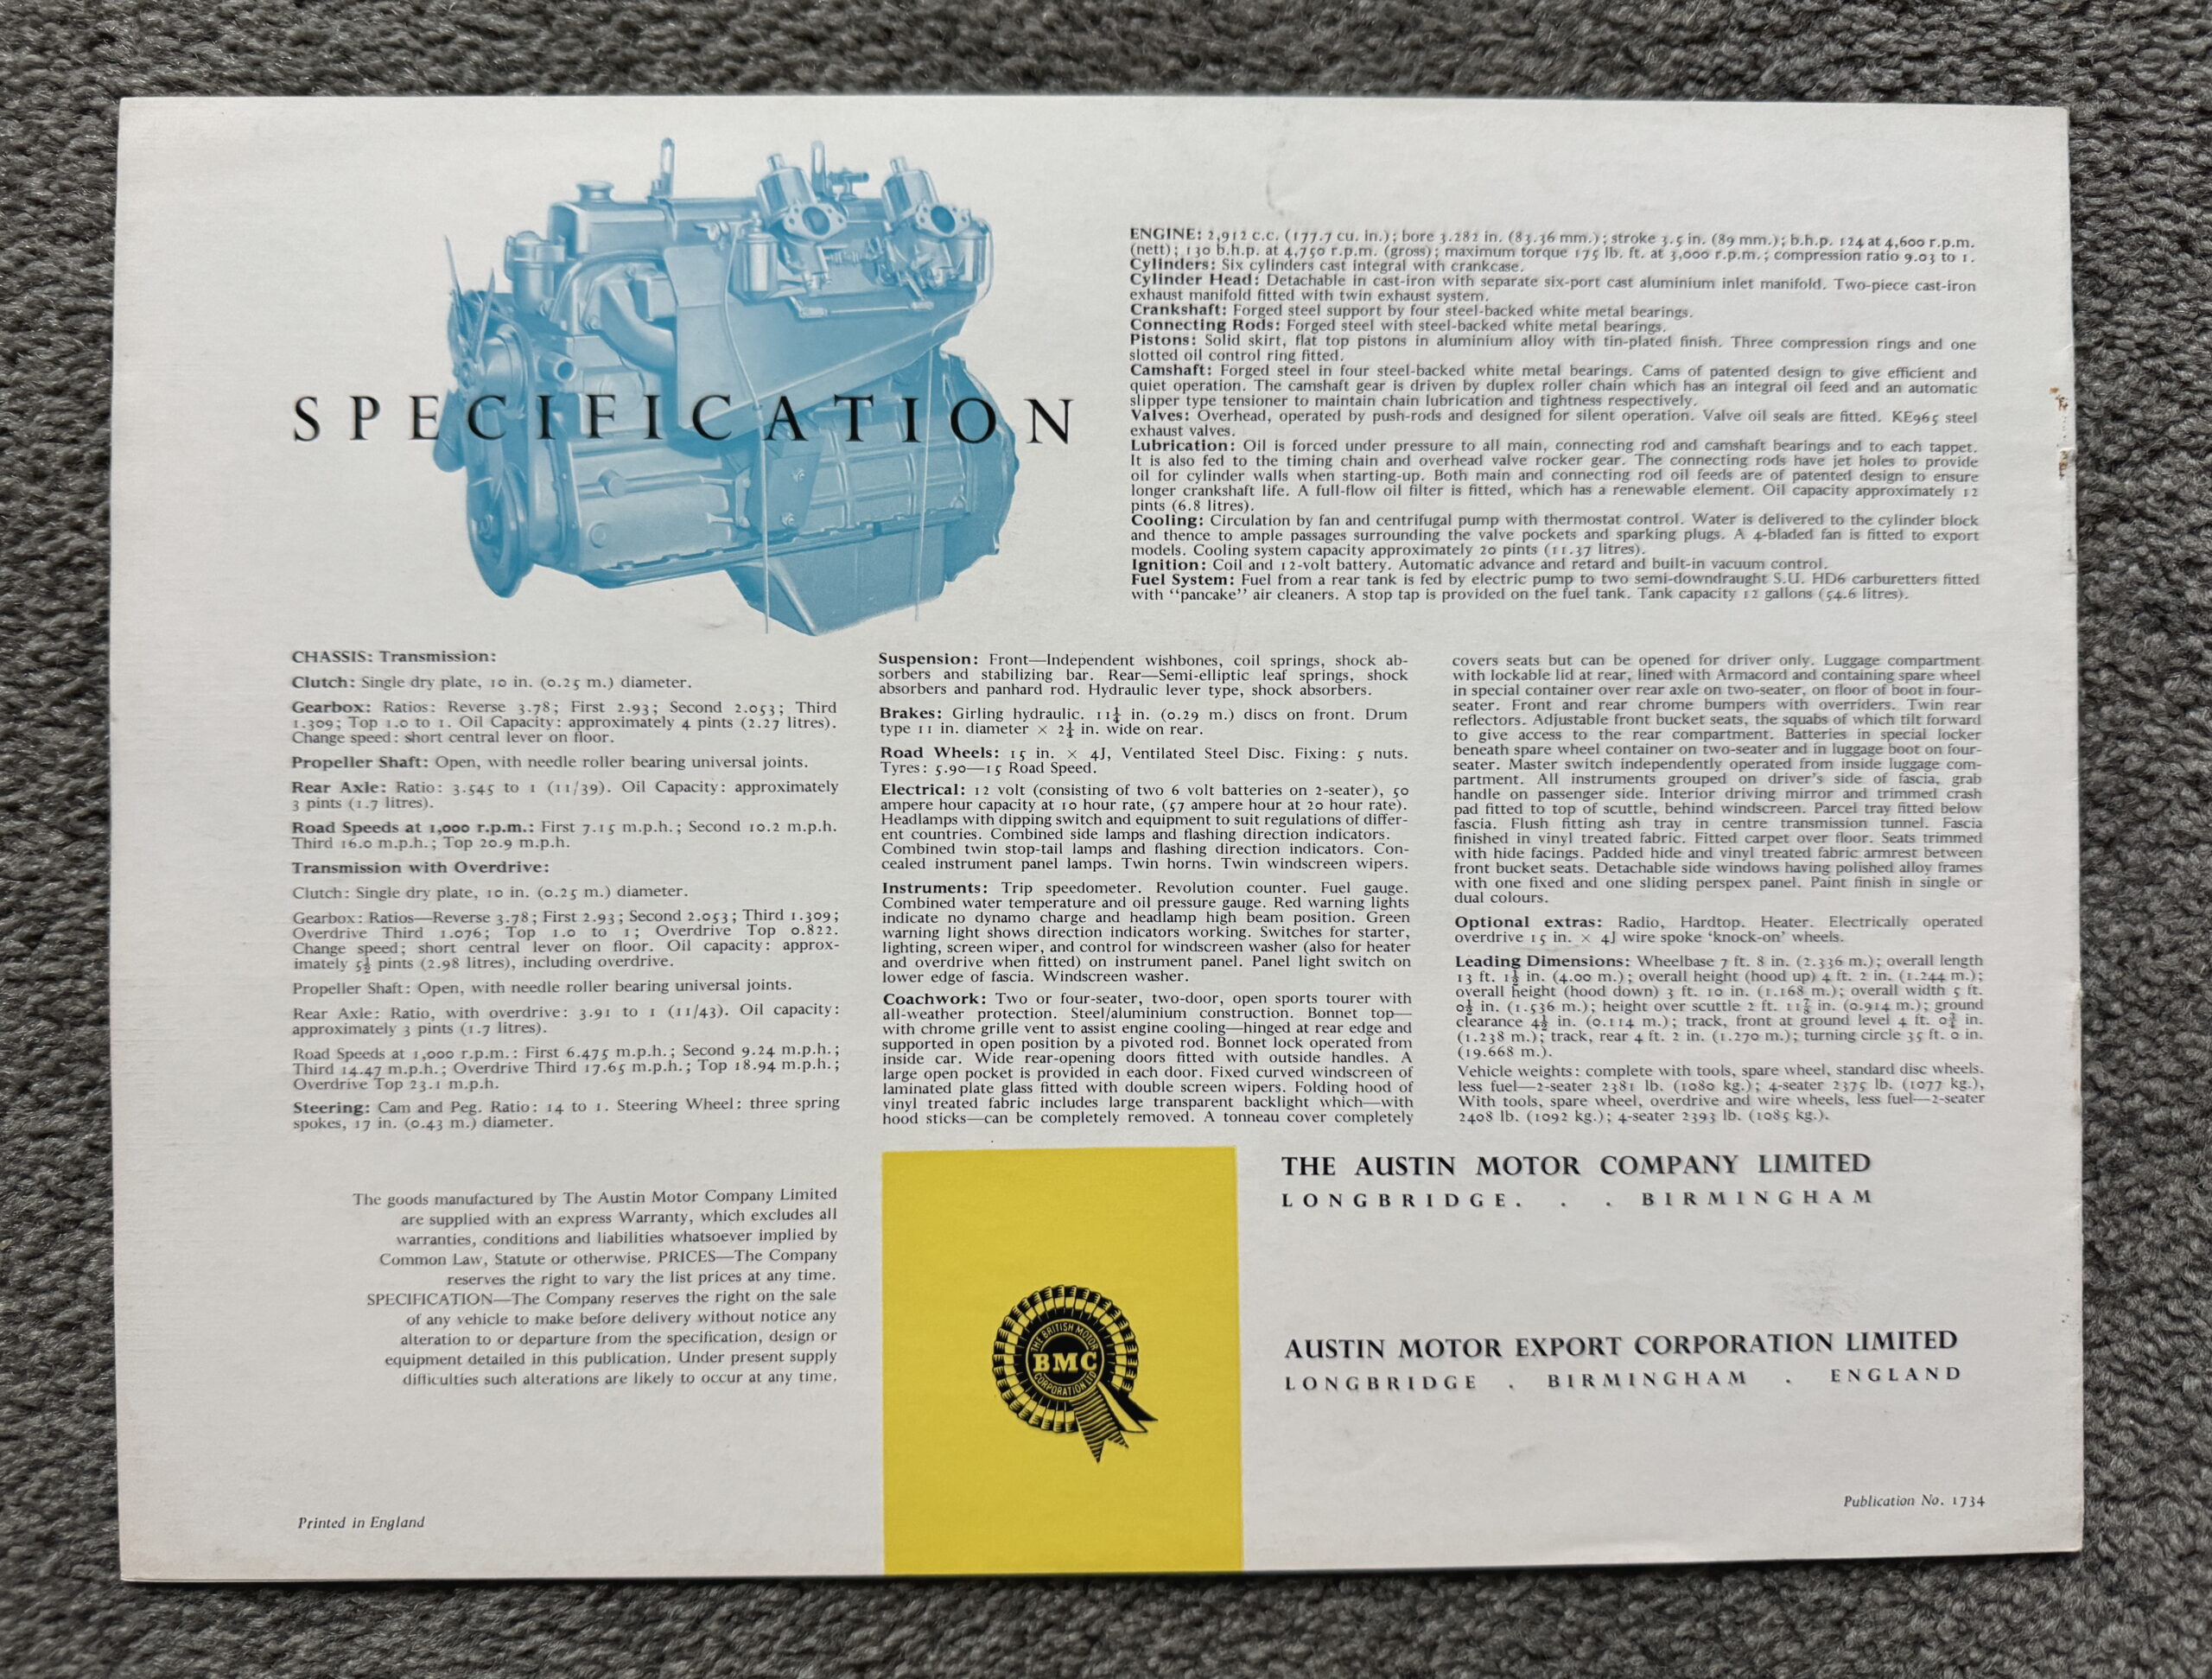 SPECIFICATION
ENGINE: 2,912 c.c. (177.7 cu. in.); bore 3.282 in. (83.36 mm.); stroke 3.5 in. (89 mm.); b.h.p. 124 at 4,600 r.p.m.
(nett); 130 b.h.p. at 4,750 r.p.m. (gross); maximum torque 175 lb. ft. at 3,000 r.p.m.; compression ratio 9.03 to 1.
Cylinders: Six cylinders cast integral with crankcase.
Cylinder Head: Detachable in cast-iron with separate six-port cast aluminium inlet manifold. Two-piece cast-iron
exhaust manifold fitted with twin exhaust system.
Crankshaft: Forged steel support by four steel-backed white metal bearings.
Connecting Rods: Forged steel with steel-backed white metal bearings.
Pistons: Solid skirt, flat top pistons in aluminium alloy with tin-plated finish. Three compression rings and one
slotted oil control ring fitted.
Camshaft: Forged steel in four steel-backed white metal bearings. Cams of patented design to give efficient and
quiet operation. The camshaft gear is driven by duplex roller chain which has an integral oil feed and an automatic
slipper type tensioner to maintain chain lubrication and tightness respectively.
Valves: Overhead, operated by push-rods and designed for silent operation. Valve oil seals are fitted. KE965 steel
exhaust valves.
Lubrication: Oil is forced under pressure to all main, connecting rod and camshaft bearings and to each tappet.
It is also fed to the timing chain and overhead valve rocker gear. The connecting rods have jet holes to provide
oil for cylinder walls when starting-up. Both main and connecting rod oil feeds are of patented design to ensure
longer crankshaft life. A full-flow oil filter is fitted, which has a renewable element. Oil capacity approximately 12
pints (6.8 litres).
Cooling: Circulation by fan and centrifugal pump with thermostat control. Water is delivered to the cylinder block
and thence to ample passages surrounding the valve pockets and sparking plugs. A 4-bladed fan is fitted to export
models. Cooling system capacity approximately 20 pints (11.37 litres).
Ignition: Coil and 12-volt battery. Automatic advance and retard and built-in vacuum control.
Fuel System: Fuel from a rear tank is fed by electric pump to two semi-downdraught S.U. HD6 carburetters fitted
with "pancake" air cleaners. A stop tap is provided on the fuel tank. Tank capacity 12 gallons (54.6 litres).
CHASSIS: Transmission:
Clutch: Single dry plate, 10 in. (0.25 m.) diameter.
Gearbox: Ratios: Reverse 3.78; First 2.93; Second 2.053; Third
1.309; Top 1.0 to 1. Oil Capacity: approximately 4 pints (2.27 litres).
Change speed: short central lever on floor.
Propeller Shaft: Open, with needle roller bearing universal joints.
Rear Axle: Ratio: 3.545 to 1 (11/39). Oil Capacity: approximately
3 pints (1.7 litres).
Road Speeds at 1,000 r.p.m.: First 7.15 m.p.h.; Second 10.2 m.p.h.
Third 16.0 m.p.h.; Top 20.9 m.p.h.
Transmission with Overdrive:
Clutch: Single dry plate, 10 in. (0.25 m.) diameter.
Gearbox: Ratios—Reverse 3.78; First 2.93; Second 2.053; Third 1.309;
Overdrive Third 1.076; Top 1.0 to 1; Overdrive Top 0.822.
Change speed; short central lever on floor. Oil capacity: approx-
imately 5¼ pints (2.98 litres), including overdrive.
Propeller Shaft: Open, with needle roller bearing universal joints.
Rear Axle: Ratio, with overdrive: 3.91 to 1 (11/43). Oil capacity:
approximately 3 pints (1.7 litres).
Road Speeds at 1,000 r.p.m.: First 6.475 m.p.h.; Second 9.24 m.p.h.;
Third 14.47 m.p.h.; Overdrive Third 17.65 m.p.h.; Top 18.94 m.p.h.;
Overdrive Top 23.1 m.p.h.
Steering: Cam and Peg. Ratio: 14 to 1. Steering Wheel: three spring
spokes, 17 in. (0.43 m.) diameter.
Suspension: Front—Independent wishbones, coil springs, shock ab-
sorbers and stabilizing bar. Rear—Semi-elliptic leaf springs, shock
absorbers and panhard rod. Hydraulic lever type, shock absorbers.
Brakes: Girling hydraulic. 11¼ in. (0.29 m.) discs on front. Drum
type 11 in. diameter × 2¼ in. wide on rear.
Road Wheels: 15 in. × 4J, Ventilated Steel Disc. Fixing: 5 nuts.
Tyres: 5.90—15 Road Speed.
Electrical: 12 volt (consisting of two 6 volt batteries on 2-seater), 50
ampere hour capacity at 10 hour rate, (57 ampere hour at 20 hour rate).
Headlamps with dipping switch and equipment to suit regulations of differ-
ent countries. Combined side lamps and flashing direction indicators.
Combined twin stop-tail lamps and flashing direction indicators. Con-
cealed instrument panel lamps. Twin horns. Twin windscreen wipers.
Instruments: Trip speedometer. Revolution counter. Fuel gauge.
Combined water temperature and oil pressure gauge. Red warning lights
indicate no dynamo charge and headlamp high beam position. Green
warning light shows direction indicators working. Switches for starter,
lighting, screen wiper, and control for windscreen washer (also for heater
and overdrive when fitted) on instrument panel. Panel light switch on
lower edge of fascia. Windscreen washer.
Coachwork: Two or four-seater, two-door, open sports tourer with
all-weather protection. Steel/aluminium construction. Bonnet top—
with chrome grille vent to assist engine cooling—hinged at rear edge and
supported in open position by a pivoted rod. Bonnet lock operated from
inside car. Wide rear-opening doors fitted with outside handles. A
large open pocket is provided in each door. Fixed curved windscreen of
laminated plate glass fitted with double screen wipers. Folding hood of
vinyl treated fabric includes large transparent backlight which—with
hood sticks—can be completely removed. A tonneau cover completely
covers seats but can be opened for driver only. Luggage compartment
with lockable lid at rear, lined with Armacord and containing spare wheel
in special container over rear axle on two-seater, on floor of boot in four-
seater. Front and rear chrome bumpers with overriders. Twin rear
reflectors. Adjustable front bucket seats, the squabs of which tilt forward
to give access to the rear compartment. Batteries in special locker
beneath spare wheel container on two-seater and in luggage boot on four-
seater. Master switch independently operated from inside luggage com-
partment. All instruments grouped on driver's side of fascia, grab
handle on passenger side. Interior driving mirror and trimmed crash
pad fitted to top of scuttle, behind windscreen. Parcel tray fitted below
fascia. Flush fitting ash tray in centre transmission tunnel. Fascia
finished in vinyl treated fabric. Fitted carpet over floor. Seats trimmed
with hide facings. Padded hide and vinyl treated fabric armrest between
front bucket seats. Detachable side windows having polished alloy frames
with one fixed and one sliding perspex panel. Paint finish in single or
dual colours.
Optional extras: Radio, Hardtop. Heater. Electrically operated
overdrive 15 in. × 4J wire spoke 'knock-on' wheels.
Leading Dimensions: Wheelbase 7 ft. 8 in. (2.336 m.); overall length
13 ft. 1½ in. (4.00 m.); overall height (hood up) 4 ft. 2 in. (1.244 m.);
overall height (hood down) 3 ft. 10 in. (1.168 m.); overall width 5 ft.
0½ in. (1.536 m.); height over scuttle 2 ft. 11⅞ in. (0.914 m.); ground
clearance 4½ in. (0.114 m.); track, front at ground level 4 ft. 0¾ in.
(1.238 m.); track, rear 4 ft. 2 in. (1.270 m.); turning circle 35 ft. 0 in.
(19.668 m.).
Vehicle weights: complete with tools, spare wheel, standard disc wheels.
less fuel—2-seater 2381 lb. (1080 kg.); 4-seater 2375 lb. (1077 kg.),
With tools, spare wheel, overdrive and wire wheels, less fuel—2-seater
2408 lb. (1092 kg.); 4-seater 2393 lb. (1085 kg.).
The goods manufactured by The Austin Motor Company Limited
are supplied with an express Warranty, which excludes all
warranties, conditions and liabilities whatsoever implied by
Common Law, Statute or otherwise. PRICES—The Company
reserves the right to vary the list prices at any time.
SPECIFICATION—The Company reserves the right on the sale
of any vehicle to make before delivery without notice any
alteration to or departure from the specification, design or
equipment detailed in this publication. Under present supply
difficulties such alterations are likely to occur at any time.
Printed in England
THE BRITISH MOTOR
BMC
CORPORATION LTD
THE AUSTIN MOTOR COMPANY LIMITED
LONGBRIDGE . . . BIRMINGHAM
AUSTIN MOTOR EXPORT CORPORATION LIMITED
LONGBRIDGE . BIRMINGHAM . ENGLAND
Publication No. 1734